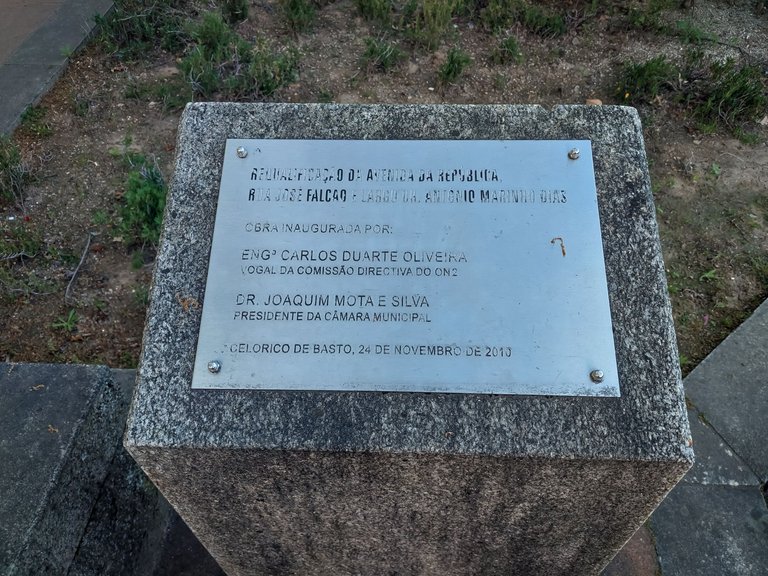 REQUALIFICAÇÃO DA AVENIDA DA REPÚBLICA,
RUA JOSÉ FALCÃO E LARGO DR. ANTÓNIO MARINHO DIAS
OBRA INAUGURADA POR:
ENGº CARLOS DUARTE OLIVEIRA
VOGAL DA COMISSÃO DIRECTIVA DO ON2
DR. JOAQUIM MOTA E SILVA
PRESIDENTE DA CÂMARA MUNICIPAL
CELORICO DE BASTO, 24 DE NOVEMBRO DE 2010